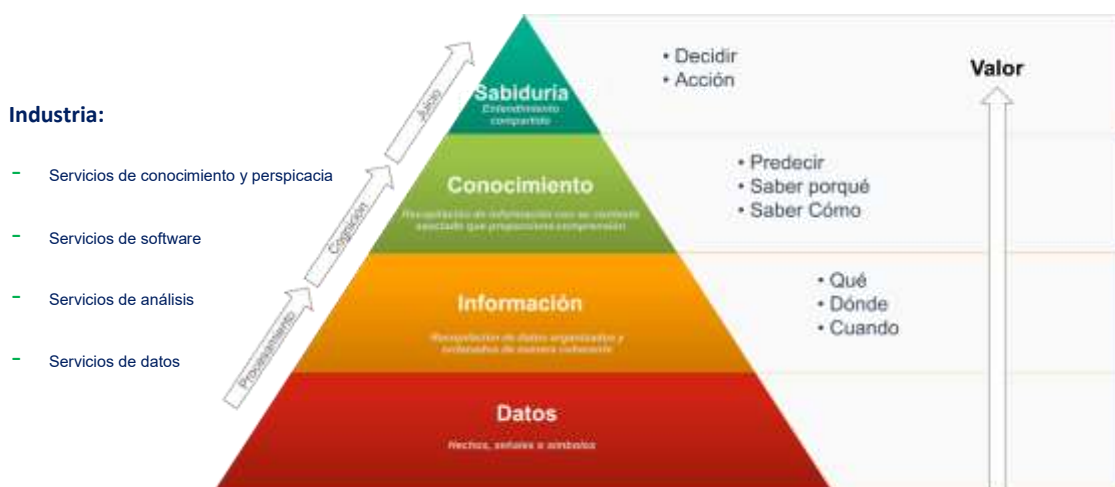 Industria:
- Servicios de conocimiento y perspicacia
- Servicios de software
- Servicios de análisis
- Servicios de datos
Procesamiento
Cognición
Juicio
Sabiduría
Entendimiento
compartido
Conocimiento
Recopilación de información con su contexto
asociado que proporciona comprensión
Información
Recopilación de datos organizados y
ordenados de manera coherente
Datos
Hechos, señales o símbolos
• Decidir
• Acción
• Predecir
• Saber porqué
• Saber Cómo
• Qué
• Dónde
• Cuando
Valor